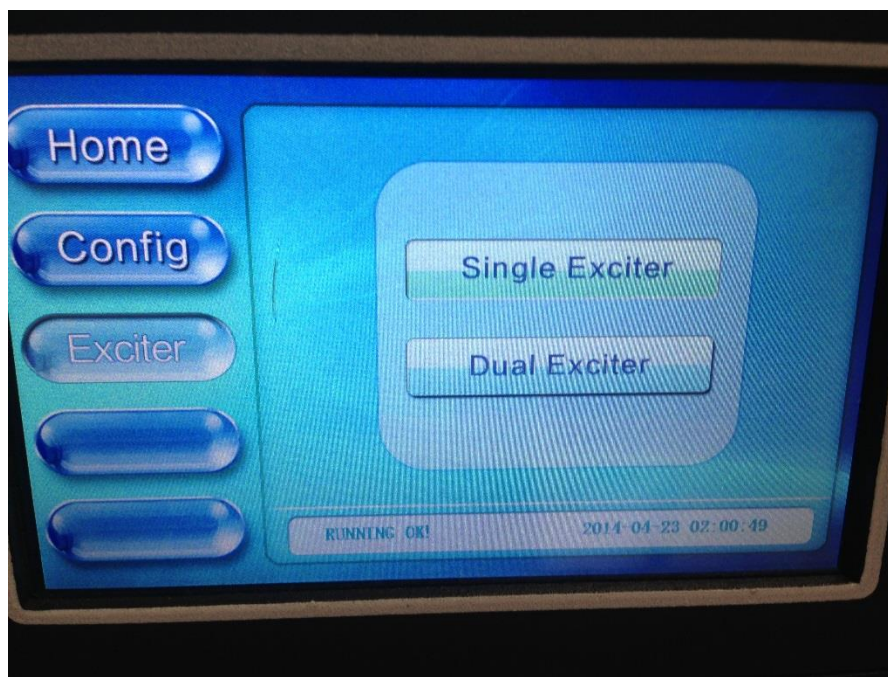 Home
Config
Exciter
Single Exciter
Dual Exciter
RUNNING OK! 2014-04-23 02:00:49